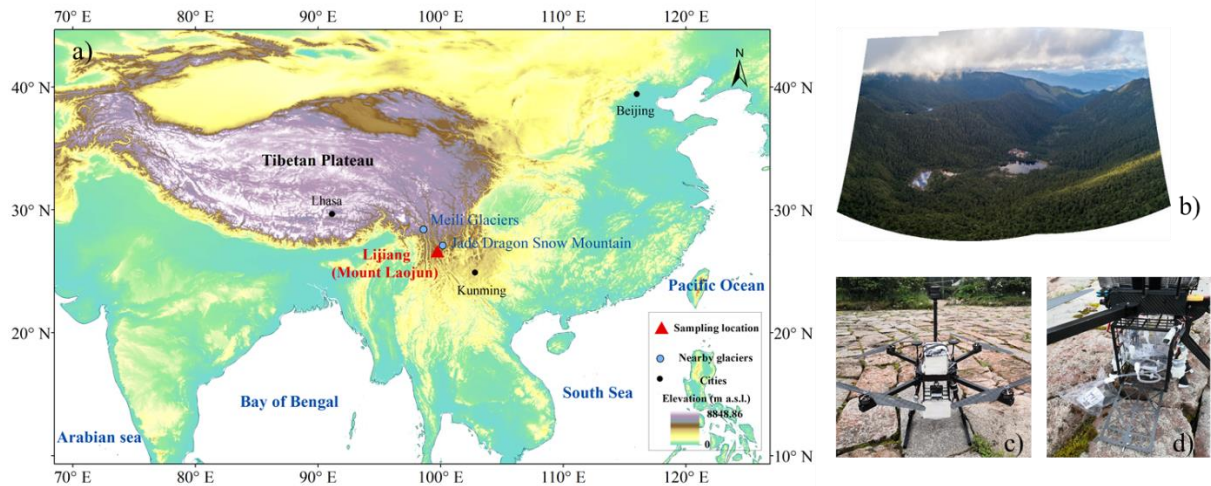 70° E 80° E 90° E 100° E 110° E 120° E
a)
N
40° N
Beijing
Tibetan Plateau
Lhasa
30° N
Meili Glaciers
Jade Dragon Snow Mountain
Lijiang
(Mount Laojun)
Kunming
Pacific Ocean
20° N
Sampling location
Nearby glaciers
Cities
Elevation (m a.s.l.)
8848.86
0
South Sea
Bay of Bengal
Arabian sea
10° N
70° E 80° E 90° E 100° E 110° E 120° E
40° N
30° N
20° N
10° N
b)
c)
d)